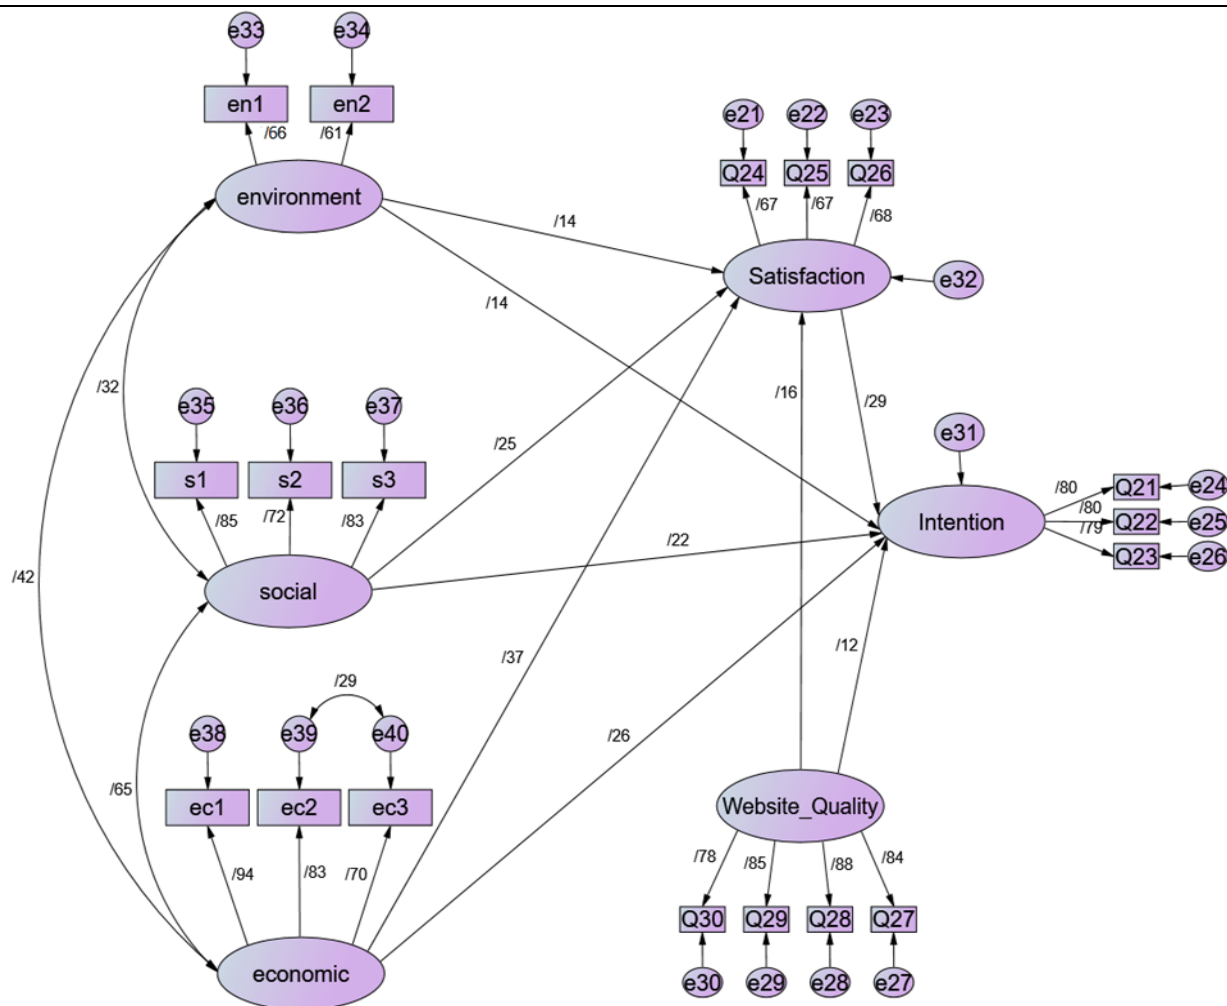 e33 e34
en1 en2
/66 /61
environment
e21 e22 e23
Q24 Q25 Q26
/67 /67 /68
/14
Satisfaction
e32
/14
/32
/16
/29
e35 e36 e37
s1 s2 s3
/85 /72 /83
/25
e31
Intention
/80
/80
/79
Q21 e24
Q22 e25
Q23 e26
/42
social
/22
/12
/37
/29
e38 e39 e40
ec1 ec2 ec3
/94 /83 /70
/65
/26
economic
Website_Quality
/78 /85 /88 /84
Q30 Q29 Q28 Q27
e30 e29 e28 e27